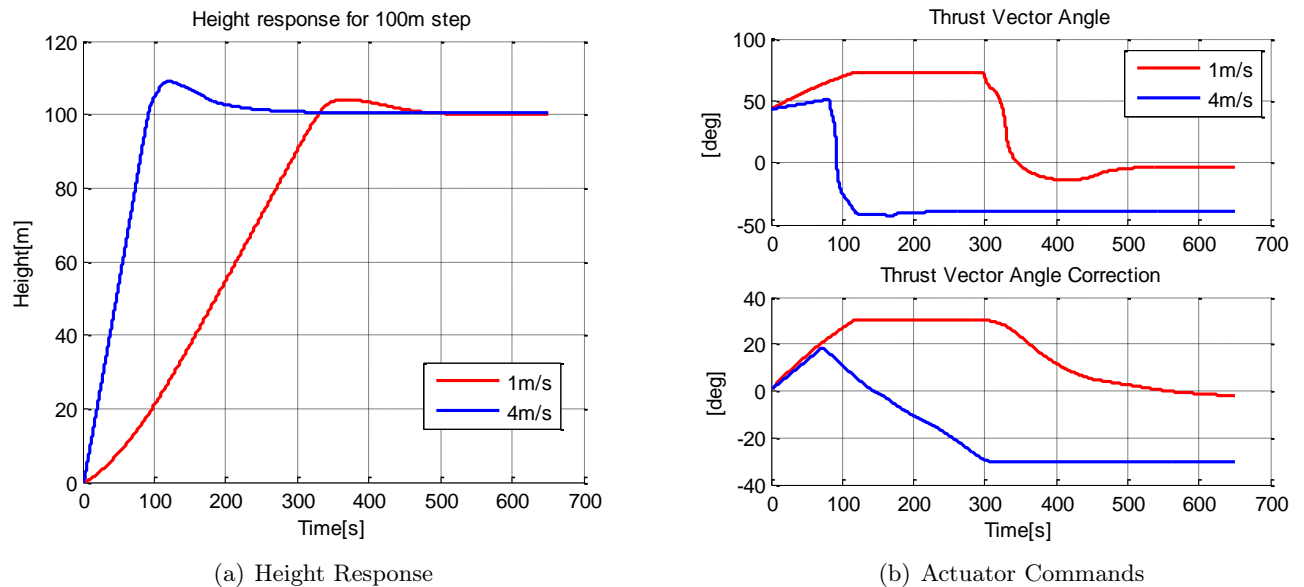 Height response for 100m step
120
100
80
60
40
20
0
Height[m]
0 100 200 300 400 500 600 700
Time[s]
1m/s
4m/s
(a) Height Response
Thrust Vector Angle
100
50
0
-50
[deg]
0 100 200 300 400 500 600 700
1m/s
4m/s
Thrust Vector Angle Correction
40
20
0
-20
-40
[deg]
0 100 200 300 400 500 600 700
Time[s]
(b) Actuator Commands